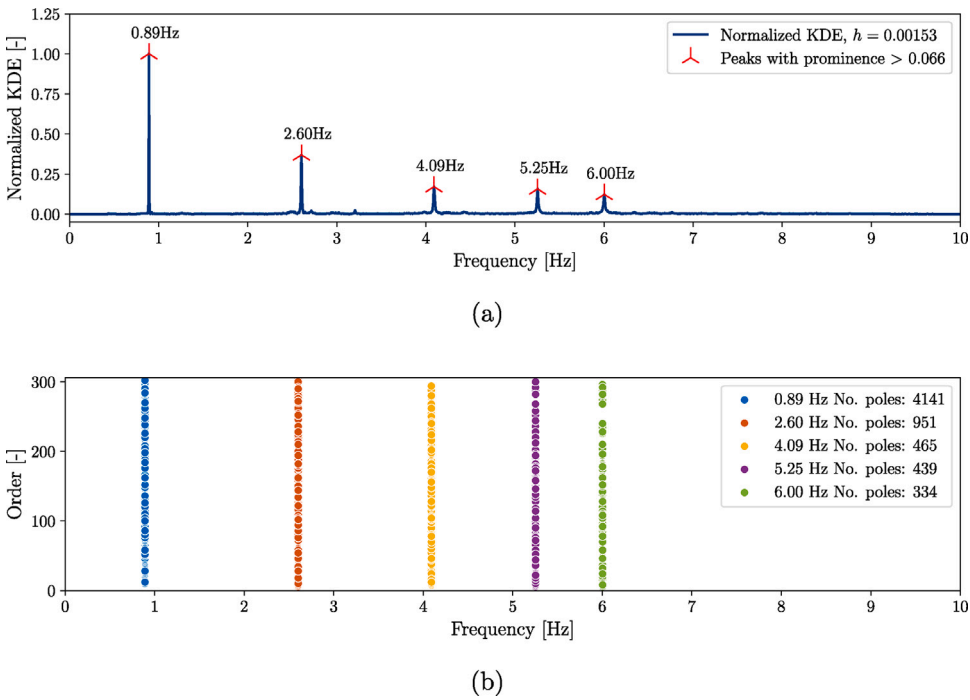 1.25
1.00
0.75
0.50
0.25
0.00
Normalized KDE [-]
0.89Hz
2.60Hz
4.09Hz
5.25Hz
6.00Hz
Normalized KDE, h = 0.00153
Peaks with prominence > 0.066
0 1 2 3 4 5 6 7 8 9 10
Frequency [Hz]
(a)
300
200
100
0
Order [-]
0.89 Hz No. poles: 4141
2.60 Hz No. poles: 951
4.09 Hz No. poles: 465
5.25 Hz No. poles: 439
6.00 Hz No. poles: 334
0 1 2 3 4 5 6 7 8 9 10
Frequency [Hz]
(b)